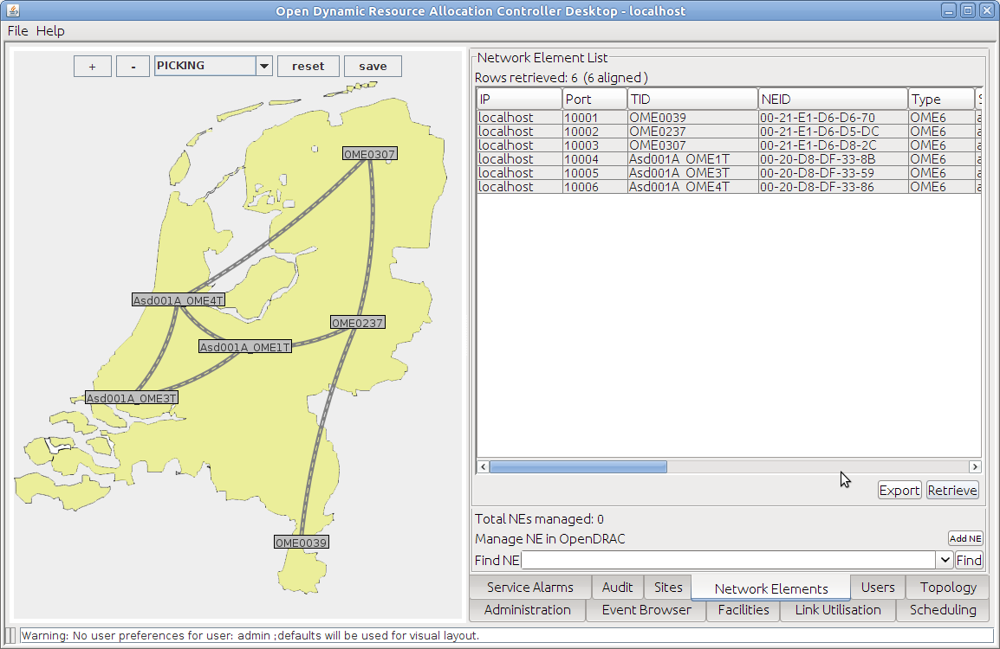 Open Dynamic Resource Allocation Controller Desktop - localhost
File Help
+ - PICKING reset save
OME0307
Asd001A_OME4T
OME0237
Asd001A_OME1T
Asd001A_OME3T
OME0039
Network Element List
Rows retrieved: 6 (6 aligned )
IP Port TID NEID Type
localhost 10001 OME0039 00-21-E1-D6-D6-70 OME6
localhost 10002 OME0237 00-21-E1-D6-D5-DC OME6
localhost 10003 OME0307 00-21-E1-D6-D8-2C OME6
localhost 10004 Asd001A_OME1T 00-20-D8-DF-33-8B OME6
localhost 10005 Asd001A_OME3T 00-20-D8-DF-33-59 OME6
localhost 10006 Asd001A_OME4T 00-20-D8-DF-33-86 OME6
Export Retrieve
Total NEs managed: 0
Manage NE in OpenDRAC Add NE
Find NE Find
Service Alarms Audit Sites Network Elements Users Topology
Administration Event Browser Facilities Link Utilisation Scheduling
Warning: No user preferences for user: admin ;defaults will be used for visual layout.